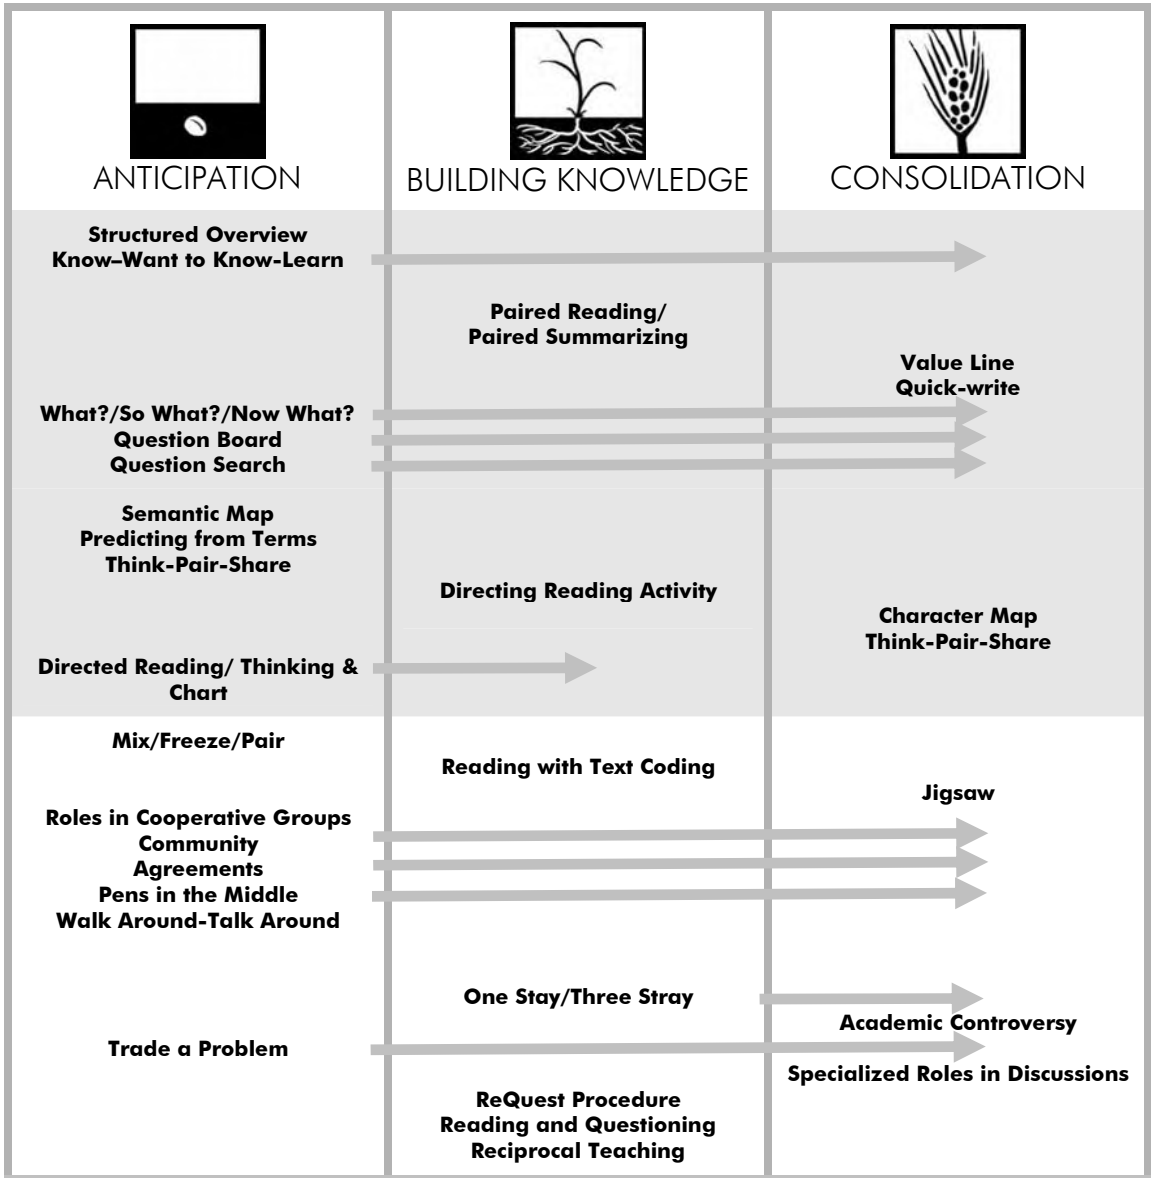 ANTICIPATION
BUILDING KNOWLEDGE
CONSOLIDATION
Structured Overview
Know–Want to Know-Learn
Paired Reading/
Paired Summarizing
Value Line
Quick-write
What?/So What?/Now What?
Question Board
Question Search
Semantic Map
Predicting from Terms
Think-Pair-Share
Directing Reading Activity
Character Map
Think-Pair-Share
Directed Reading/ Thinking &
Chart
Mix/Freeze/Pair
Reading with Text Coding
Jigsaw
Roles in Cooperative Groups
Community
Agreements
Pens in the Middle
Walk Around-Talk Around
One Stay/Three Stray
Academic Controversy
Trade a Problem
Specialized Roles in Discussions
ReQuest Procedure
Reading and Questioning
Reciprocal Teaching